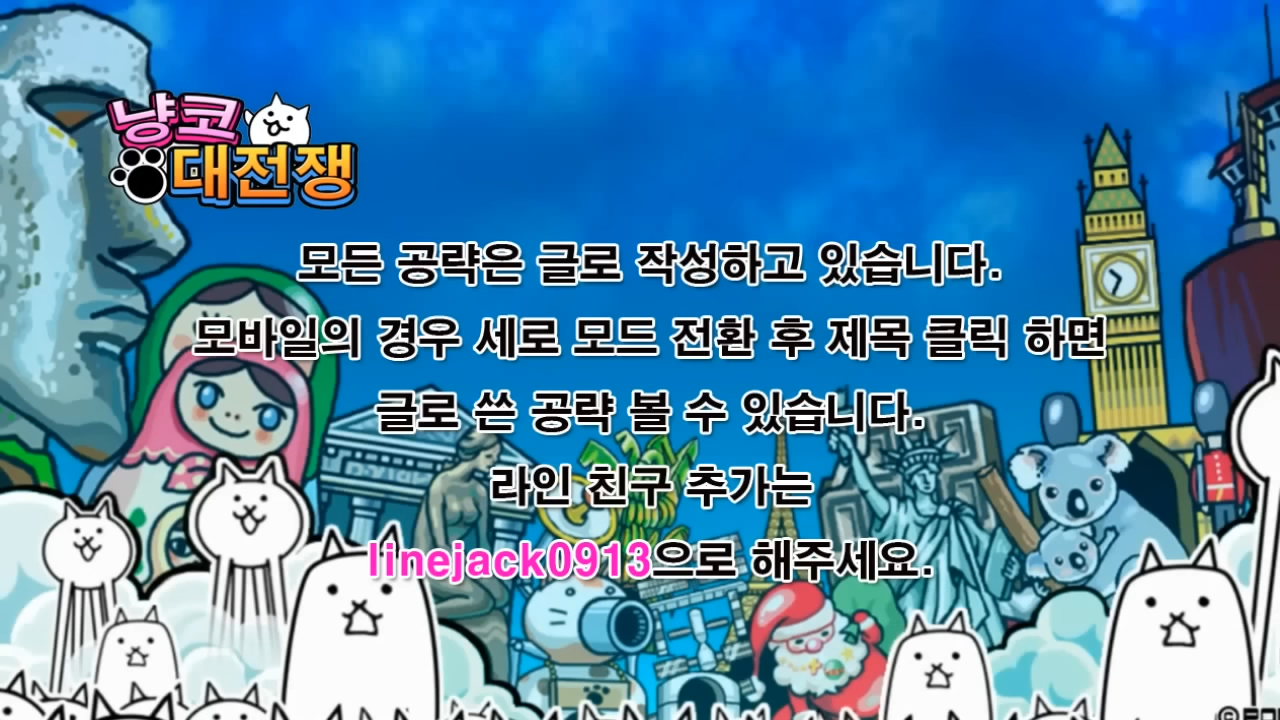 냥코
대전쟁
모든 공략은 글로 작성하고 있습니다.
모바일의 경우 세로 모드 전환 후 제목 클릭 하면
글로 쓴 공략 볼 수 있습니다.
라인 친구 추가는
linejack0913으로 해주세요.